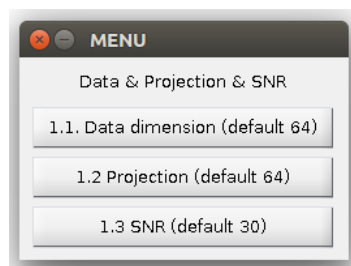 MENU
Data & Projection & SNR
1.1. Data dimension (default 64)
1.2 Projection (default 64)
1.3 SNR (default 30)